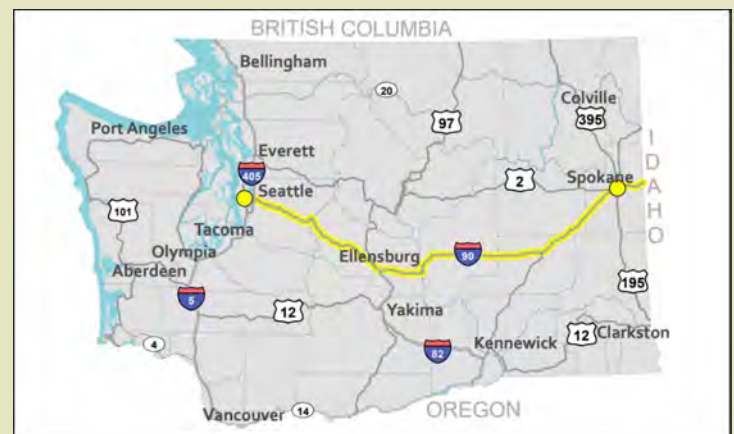 BRITISH COLUMBIA
Bellingham
20
Colville
97
395
Port Angeles
Everett
405
2
Spokane
IDAHO
Seattle
101
Tacoma
Olympia
Ellensburg
90
Aberdeen
195
5
12
Yakima
Kennewick
12
Clarkston
4
82
Vancouver
14
OREGON